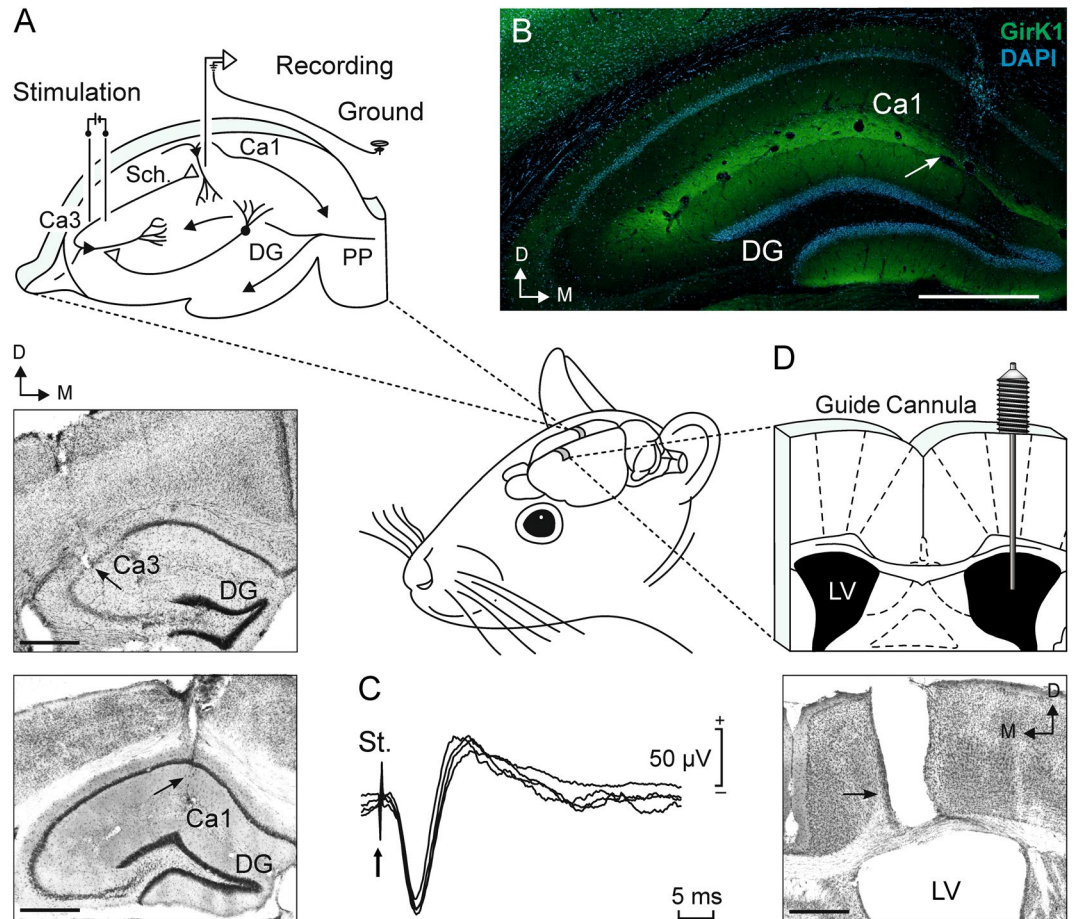 A
Recording
Stimulation
Ground
Ca1
Sch.
Ca3
DG
PP
B
GirK1
DAPI
Ca1
DG
D
M
D
M
Ca3
DG
Ca1
DG
C
St.
+
50 µV
–
5 ms
D
Guide Cannula
LV
D
M
LV